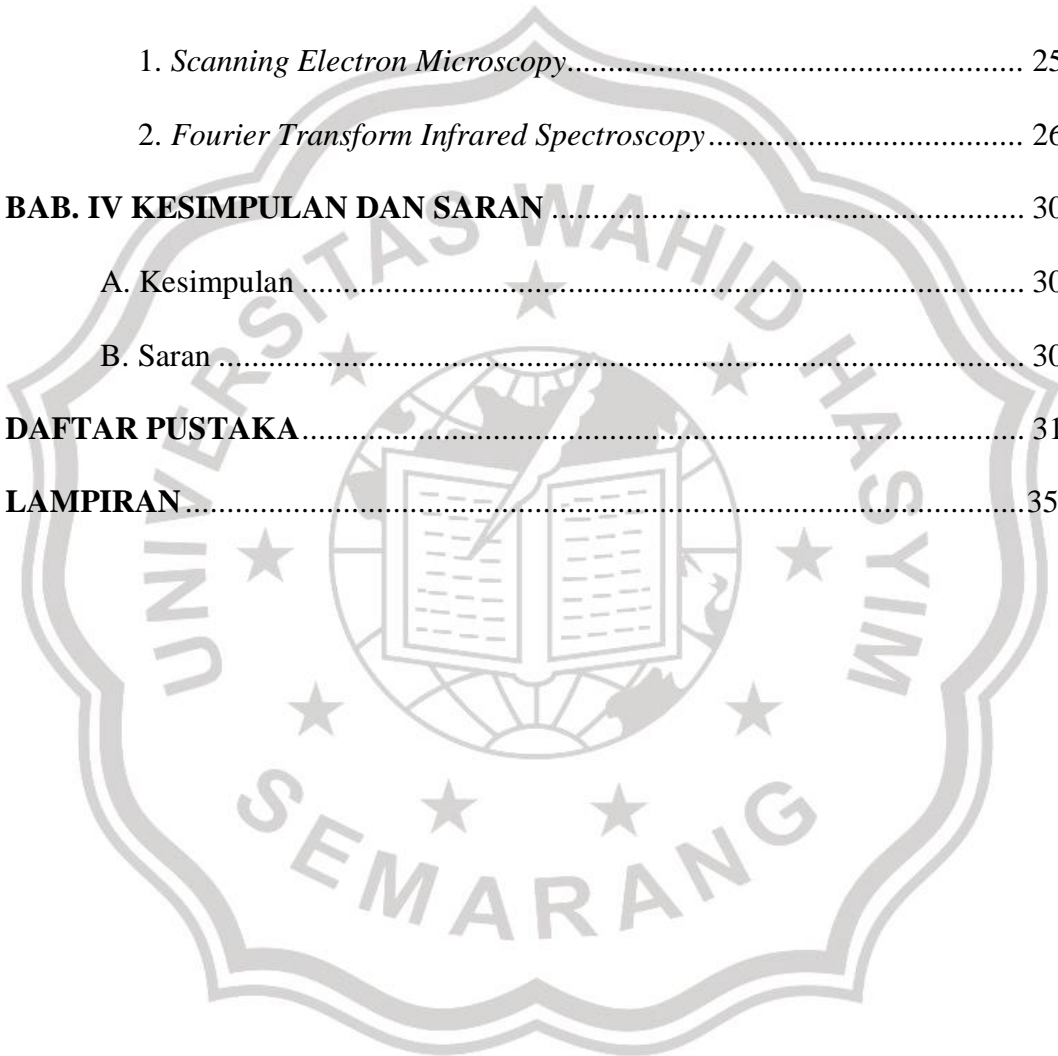 1. Scanning Electron Microscopy.......................................................... 25
2. Fourier Transform Infrared Spectroscopy........................................ 26
BAB. IV KESIMPULAN DAN SARAN ............................................................ 30
A. Kesimpulan ............................................................................................ 30
B. Saran ...................................................................................................... 30
DAFTAR PUSTAKA............................................................................................ 31
LAMPIRAN..........................................................................................................35
UNIVERSITAS WAHID HASYIM
SEMARANG